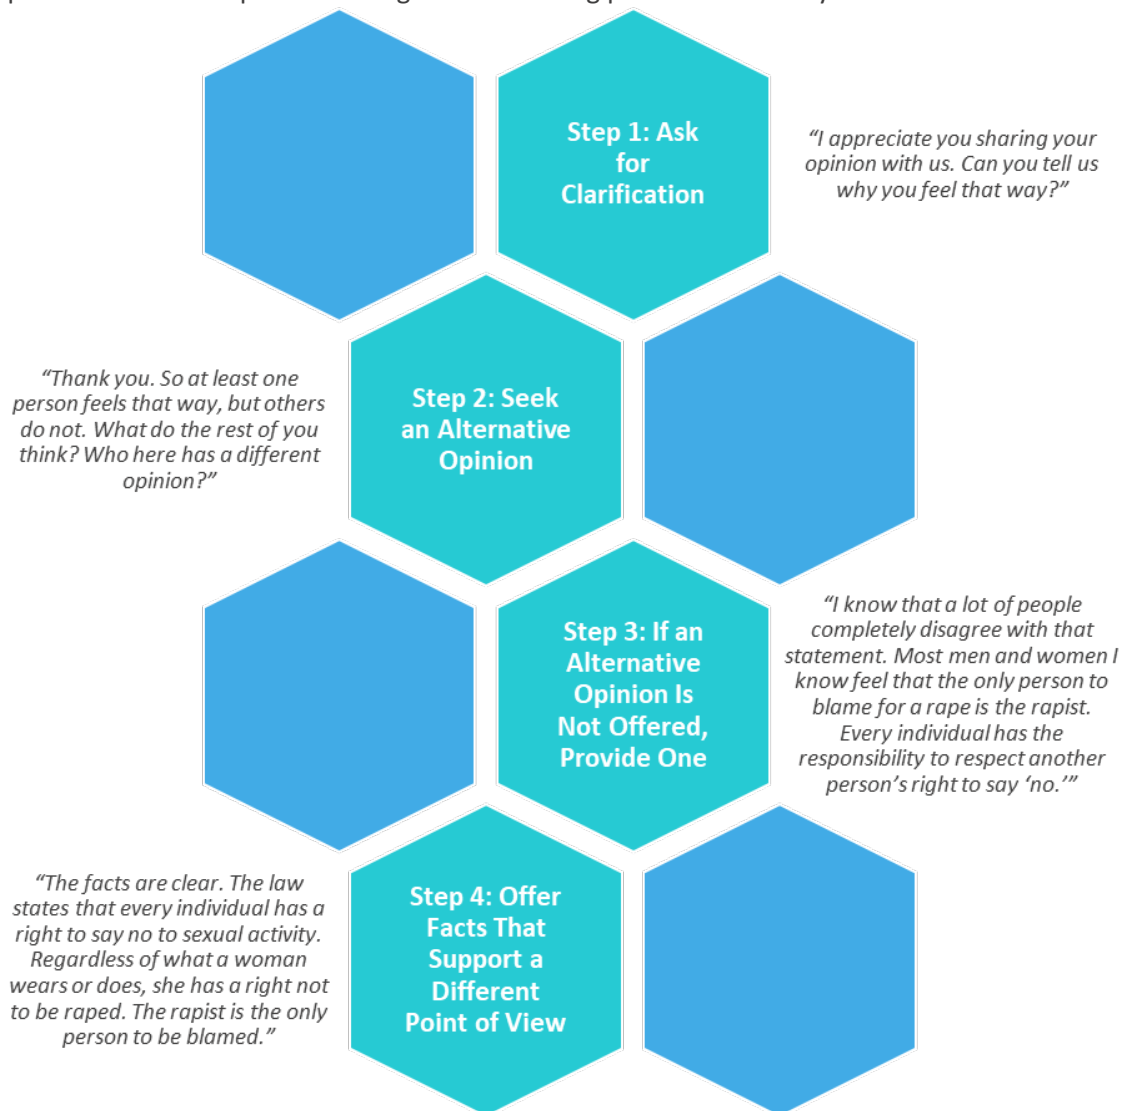 Step 1: Ask
for
Clarification
“I appreciate you sharing your
opinion with us. Can you tell us
why you feel that way?”
“Thank you. So at least one
person feels that way, but others
do not. What do the rest of you
think? Who here has a different
opinion?”
Step 2: Seek
an Alternative
Opinion
Step 3: If an
Alternative
Opinion Is
Not Offered,
Provide One
“I know that a lot of people
completely disagree with that
statement. Most men and women I
know feel that the only person to
blame for a rape is the rapist.
Every individual has the
responsibility to respect another
person’s right to say ‘no.’”
“The facts are clear. The law
states that every individual has a
right to say no to sexual activity.
Regardless of what a woman
wears or does, she has a right not
to be raped. The rapist is the only
person to be blamed.”
Step 4: Offer
Facts That
Support a
Different
Point of View